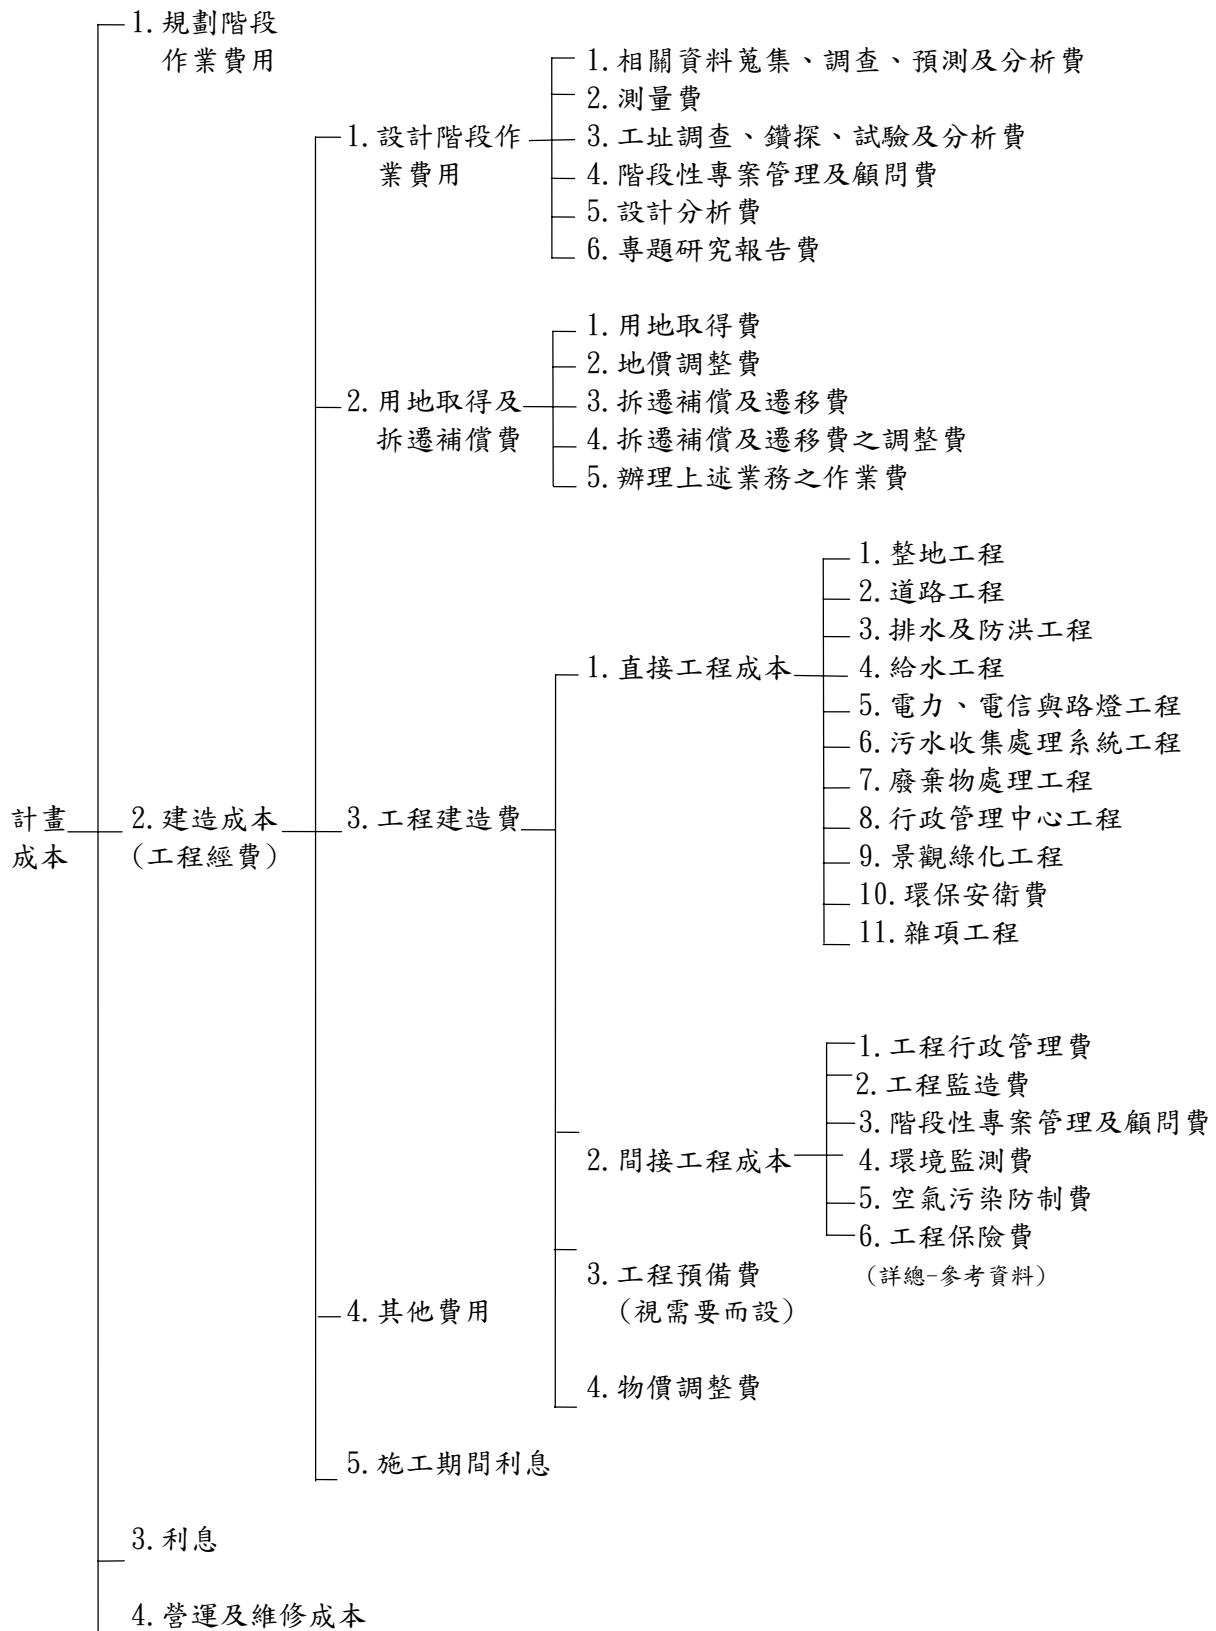 1.規劃階段
作業費用
1.設計階段作
業費用
1.相關資料蒐集、調查、預測及分析費
2.測量費
3.工址調查、鑽探、試驗及分析費
4.階段性專案管理及顧問費
5.設計分析費
6.專題研究報告費
2.用地取得及
拆遷補償費
1.用地取得費
2.地價調整費
3.拆遷補償及遷移費
4.拆遷補償及遷移費之調整費
5.辦理上述業務之作業費
計畫
成本
2.建造成本
(工程經費)
3.工程建造費
1.直接工程成本
1.整地工程
2.道路工程
3.排水及防洪工程
4.給水工程
5.電力、電信與路燈工程
6.污水收集處理系統工程
7.廢棄物處理工程
8.行政管理中心工程
9.景觀綠化工程
10.環保安衛費
11.雜項工程
2.間接工程成本
1.工程行政管理費
2.工程監造費
3.階段性專案管理及顧問費
4.環境監測費
5.空氣污染防制費
6.工程保險費
(詳總-參考資料)
3.工程預備費
(視需要而設)
4.物價調整費
4.其他費用
5.施工期間利息
3.利息
4.營運及維修成本